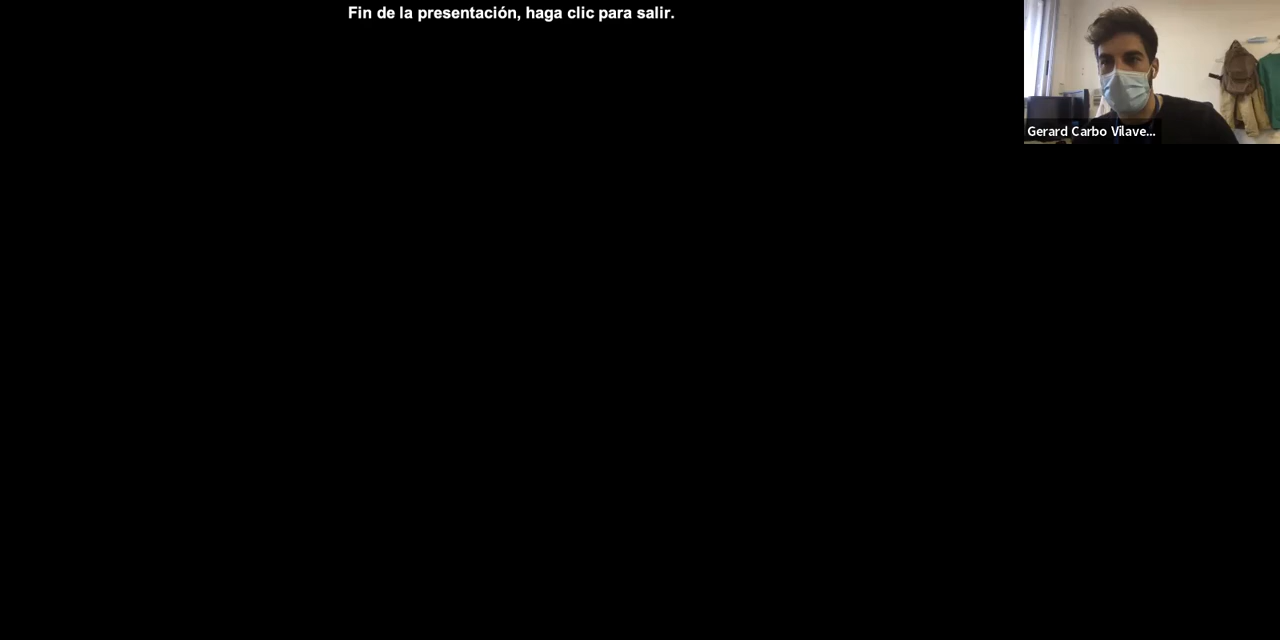 Fin de la presentación, haga clic para salir.
Gerard Carbo Vilave...